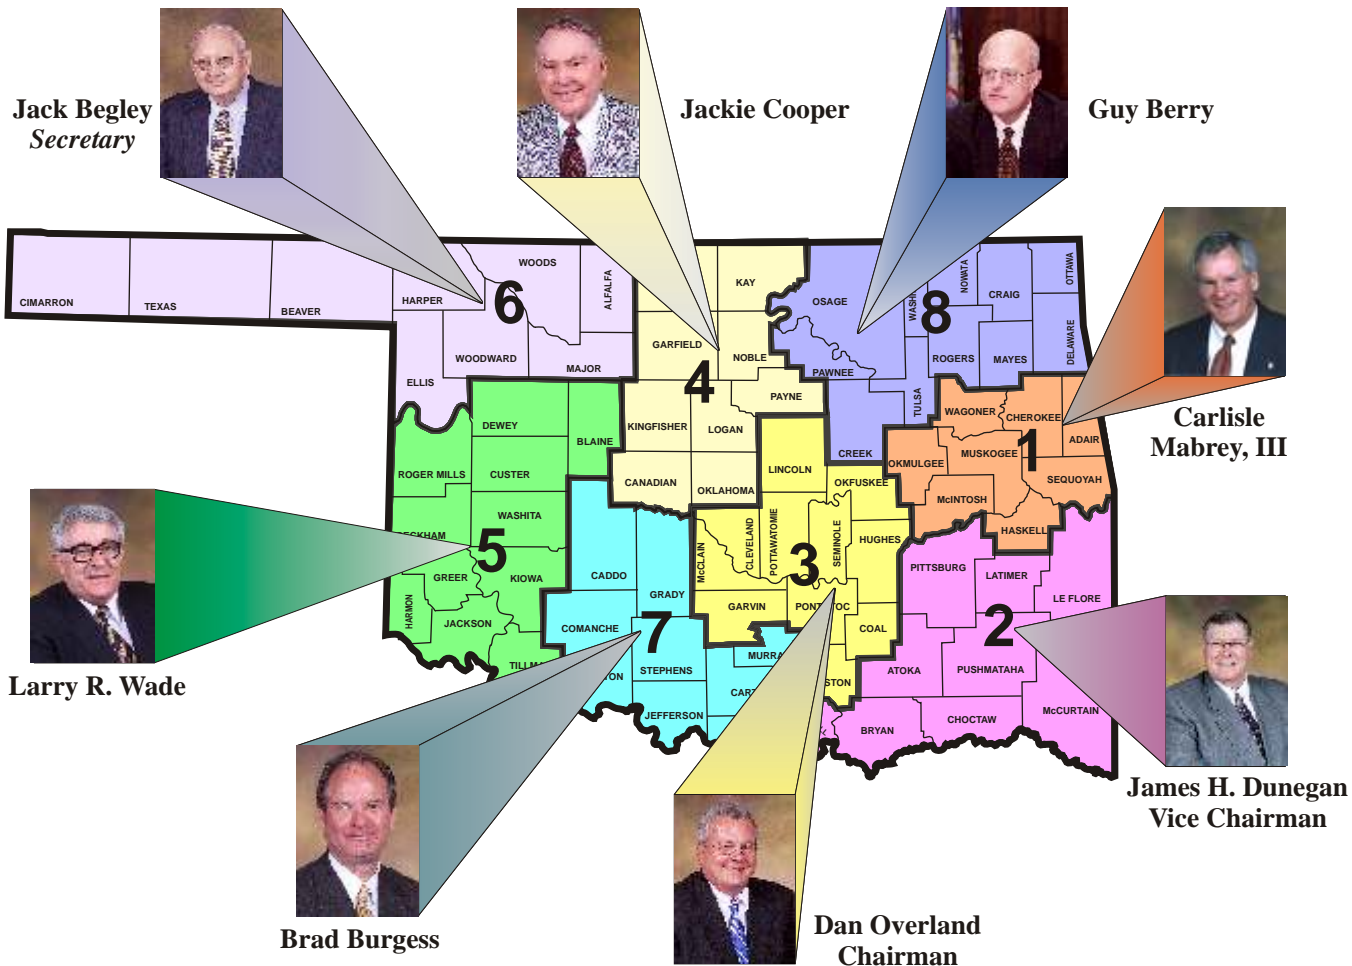 Jack Begley
Secretary
Jackie Cooper
Guy Berry
Carlisle
Mabrey, III
Larry R. Wade
James H. Dunegan
Vice Chairman
Brad Burgess
Dan Overland
Chairman
6
CIMARRON
TEXAS
BEAVER
HARPER
WOODS
ALFALFA
WOODWARD
MAJOR
ELLIS
4
KAY
GARFIELD
NOBLE
PAYNE
KINGFISHER
LOGAN
CANADIAN
OKLAHOMA
8
OSAGE
NOWATA
CRAIG
OTTAWA
DELAWARE
PAWNEE
ROGERS
MAYES
TULSA
CREEK
1
WAGONER
CHEROKEE
ADAIR
OKMULGEE
MUSKOGEE
SEQUOYAH
McINTOSH
HASKELL
5
DEWEY
BLAINE
ROGER MILLS
CUSTER
WASHITA
GREER
KIOWA
HARMON
JACKSON
3
LINCOLN
OKFUSKEE
McCLAIN
CLEVELAND
POTTAWATOMIE
SEMINOLE
HUGHES
GARVIN
COAL
7
CADDO
GRADY
COMANCHE
STEPHENS
JEFFERSON
2
PITTSBURG
LATIMER
LE FLORE
ATOKA
PUSHMATAHA
McCURTAIN
BRYAN
CHOCTAW